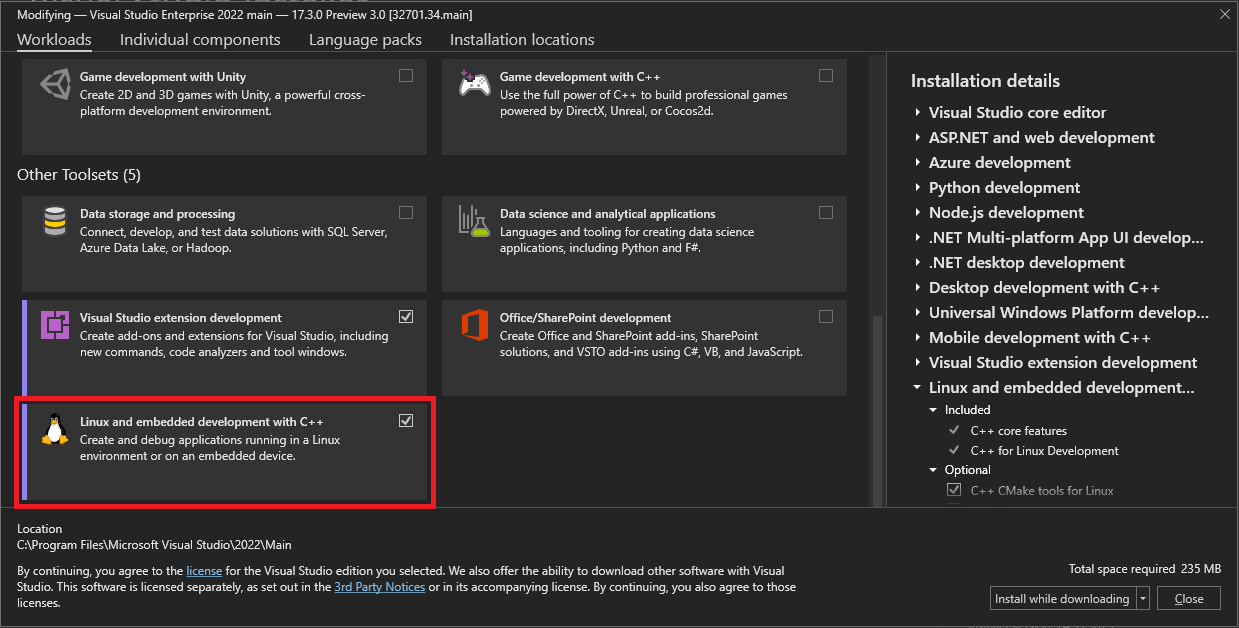 Modifying — Visual Studio Enterprise 2022 main — 17.3.0 Preview 3.0 [32701.34.main]
Workloads Individual components Language packs Installation locations
Game development with Unity
Create 2D and 3D games with Unity, a powerful cross-
platform development environment.
Game development with C++
Use the full power of C++ to build professional games
powered by DirectX, Unreal, or Cocos2d.
Other Toolsets (5)
Data storage and processing
Connect, develop, and test data solutions with SQL Server,
Azure Data Lake, or Hadoop.
Data science and analytical applications
Languages and tooling for creating data science
applications, including Python and F#.
Visual Studio extension development
Create add-ons and extensions for Visual Studio, including
new commands, code analyzers and tool windows.
Office/SharePoint development
Create Office and SharePoint add-ins, SharePoint
solutions, and VSTO add-ins using C#, VB, and JavaScript.
Linux and embedded development with C++
Create and debug applications running in a Linux
environment or on an embedded device.
Installation details
Visual Studio core editor
ASP.NET and web development
Azure development
Python development
Node.js development
.NET Multi-platform App UI develop...
.NET desktop development
Desktop development with C++
Universal Windows Platform develop...
Mobile development with C++
Visual Studio extension development
Linux and embedded development...
Included
C++ core features
C++ for Linux Development
Optional
C++ CMake tools for Linux
Location
C:\Program Files\Microsoft Visual Studio\2022\Main
By continuing, you agree to the license for the Visual Studio edition you selected. We also offer the ability to download other software with Visual
Studio. This software is licensed separately, as set out in the 3rd Party Notices or in its accompanying license. By continuing, you also agree to those
licenses.
Total space required 235 MB
Install while downloading
Close